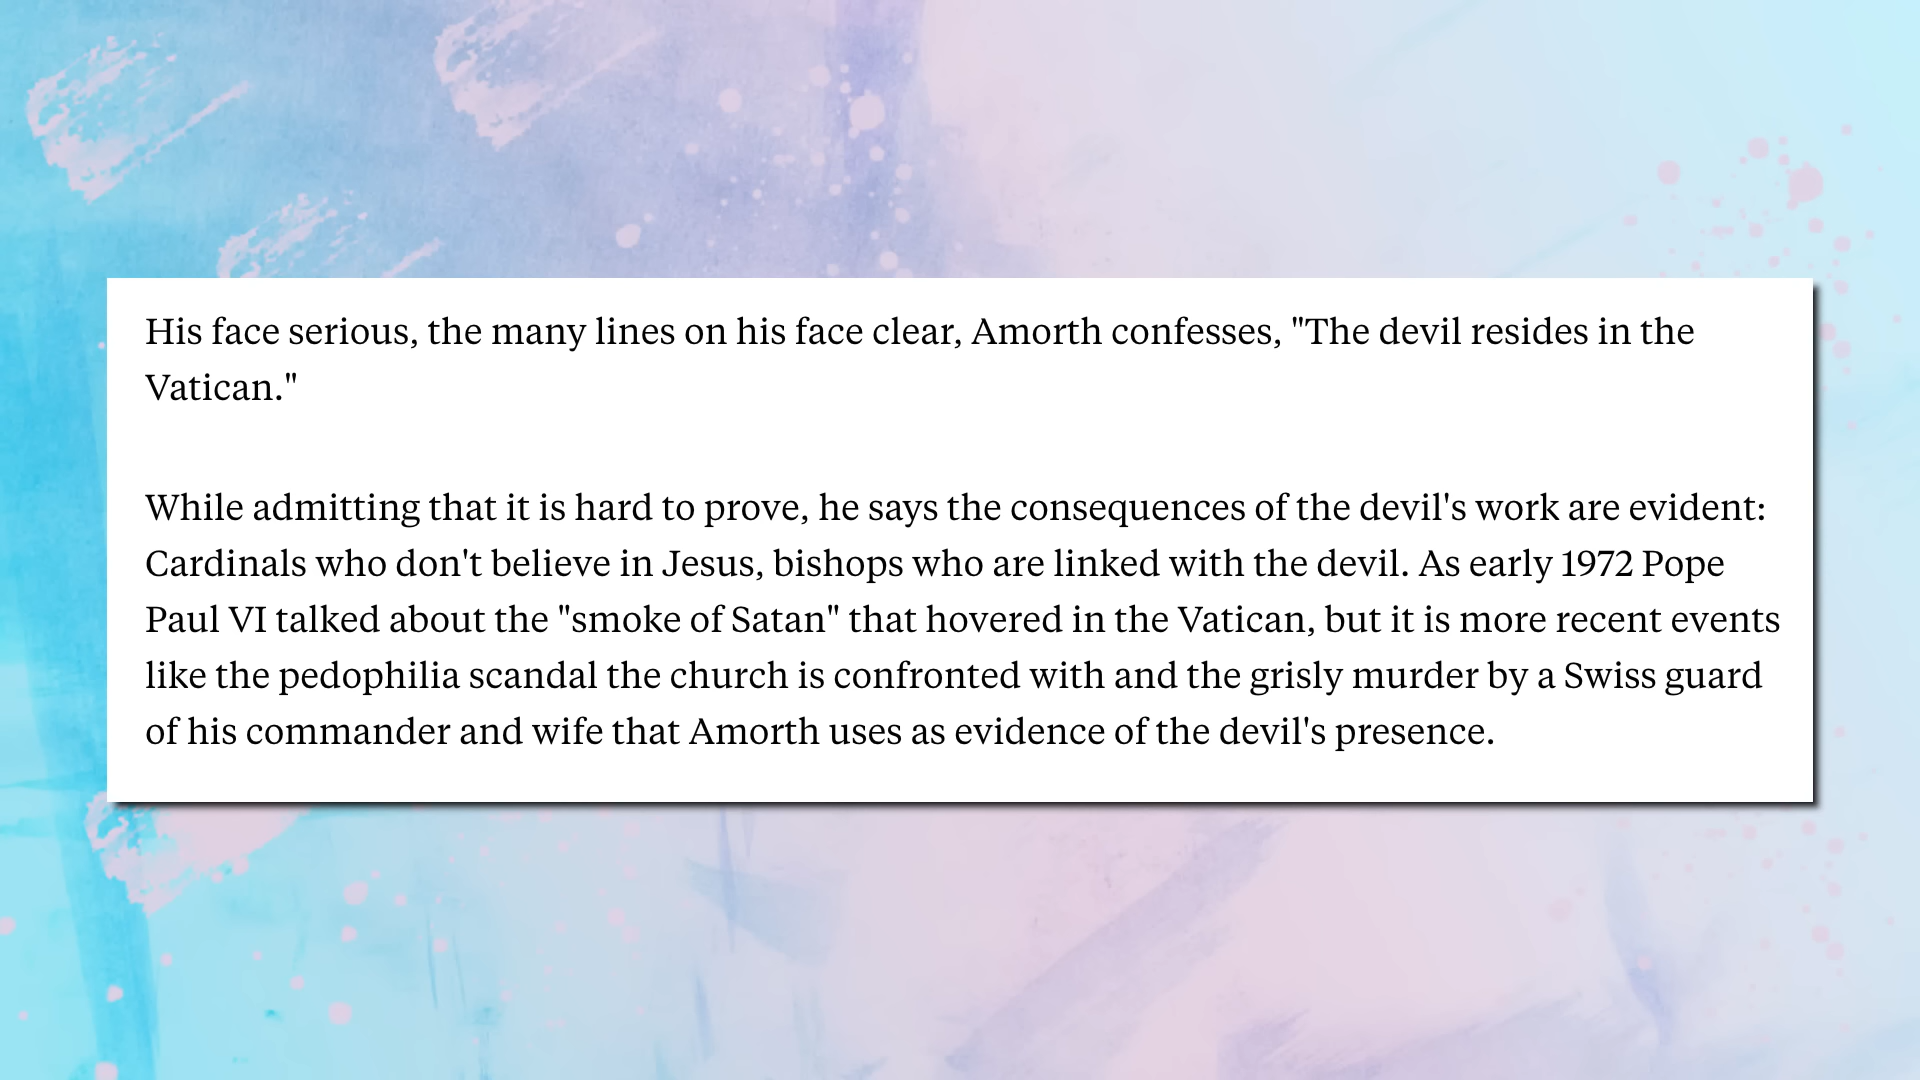 His face serious, the many lines on his face clear, Amorth confesses, "The devil resides in the
Vatican."
While admitting that it is hard to prove, he says the consequences of the devil's work are evident:
Cardinals who don't believe in Jesus, bishops who are linked with the devil. As early 1972 Pope
Paul VI talked about the "smoke of Satan" that hovered in the Vatican, but it is more recent events
like the pedophilia scandal the church is confronted with and the grisly murder by a Swiss guard
of his commander and wife that Amorth uses as evidence of the devil's presence.